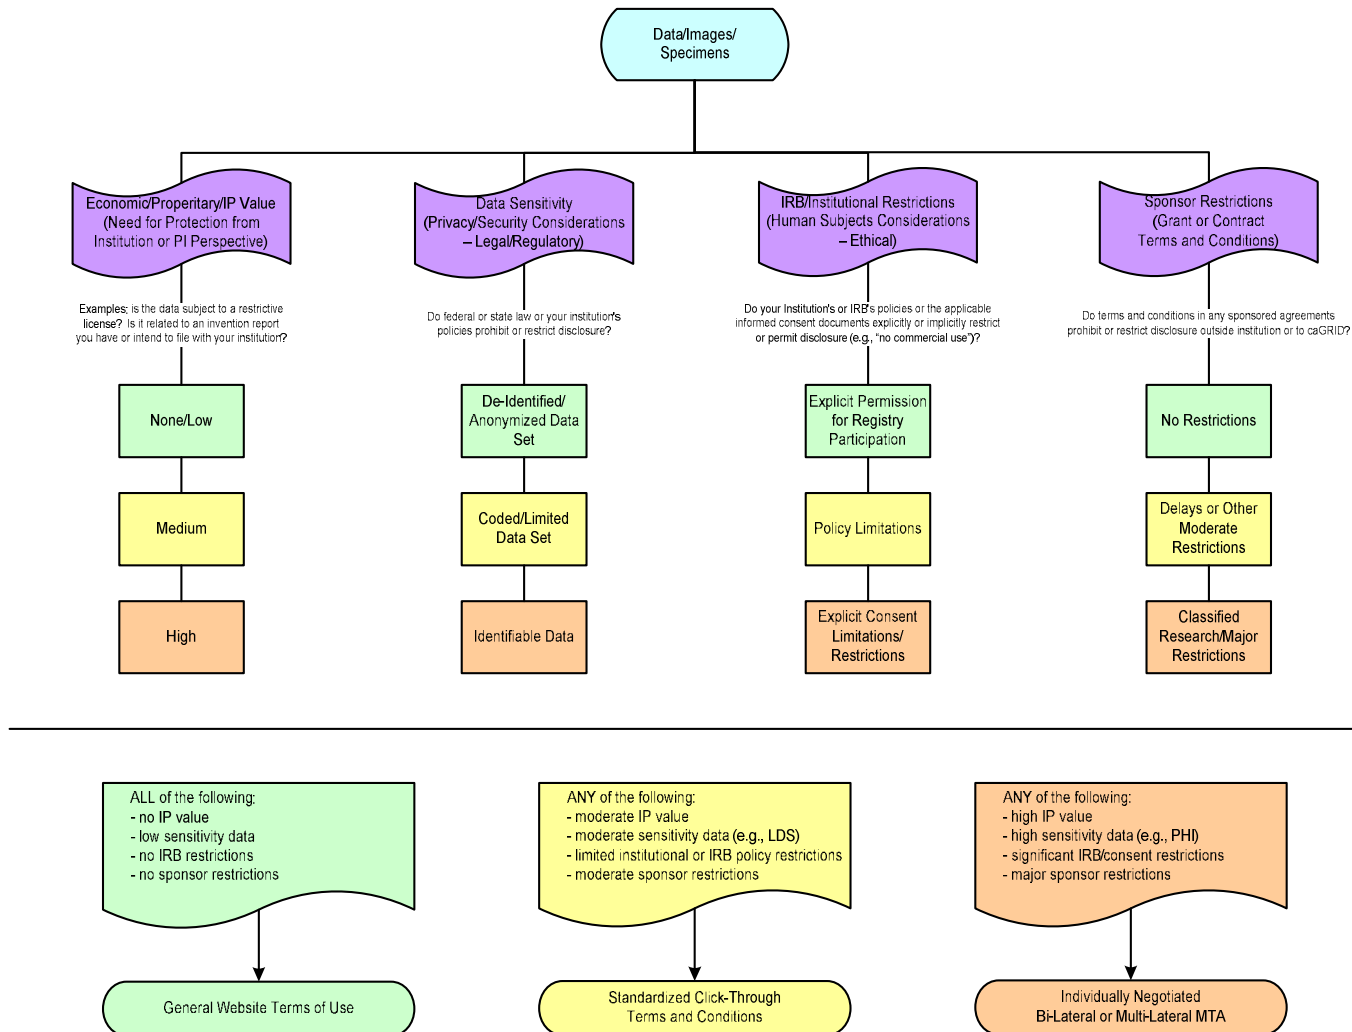 Data/Images/
Specimens
Economic/Properitary/IP Value
(Need for Protection from
Institution or PI Perspective)
Data Sensitivity
(Privacy/Security Considerations
– Legal/Regulatory)
IRB/Institutional Restrictions
(Human Subjects Considerations
– Ethical)
Sponsor Restrictions
(Grant or Contract
Terms and Conditions)
Examples: is the data subject to a restrictive
license? Is it related to an invention report
you have or intend to file with your institution?
Do federal or state law or your institution's
policies prohibit or restrict disclosure?
Do your Institution's or IRB's policies or the applicable
informed consent documents explicitly or implicitly restrict
or permit disclosure (e.g., "no commercial use")?
Do terms and conditions in any sponsored agreements
prohibit or restrict disclosure outside institution or to caGRID?
None/Low
De-Identified/
Anonymized Data
Set
Explicit Permission
for Registry
Participation
No Restrictions
Medium
Coded/Limited
Data Set
Policy Limitations
Delays or Other
Moderate
Restrictions
High
Identifiable Data
Explicit Consent
Limitations/
Restrictions
Classified
Research/Major
Restrictions
ALL of the following:
- no IP value
- low sensitivity data
- no IRB restrictions
- no sponsor restrictions
ANY of the following:
- moderate IP value
- moderate sensitivity data (e.g., LDS)
- limited institutional or IRB policy restrictions
- moderate sponsor restrictions
ANY of the following:
- high IP value
- high sensitivity data (e.g., PHI)
- significant IRB/consent restrictions
- major sponsor restrictions
General Website Terms of Use
Standardized Click-Through
Terms and Conditions
Individually Negotiated
Bi-Lateral or Multi-Lateral MTA